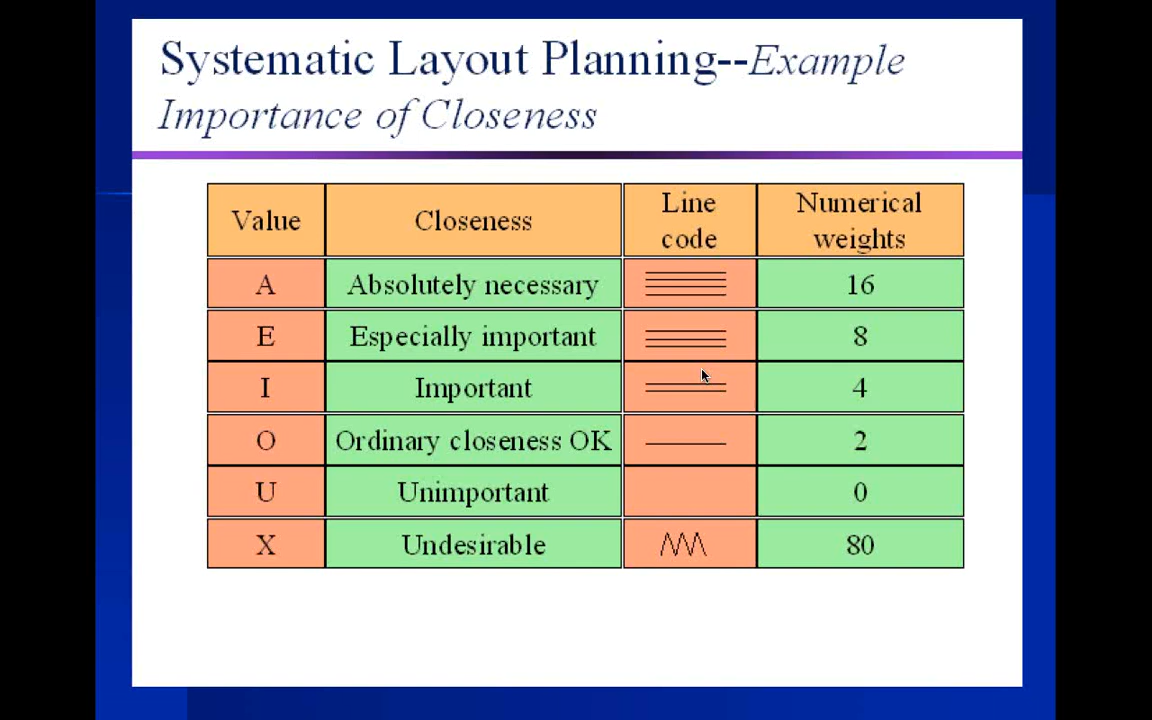 Systematic Layout Planning--Example
Importance of Closeness
Value Closeness Line code Numerical weights
A Absolutely necessary 16
E Especially important 8
I Important 4
O Ordinary closeness OK 2
U Unimportant 0
X Undesirable 80